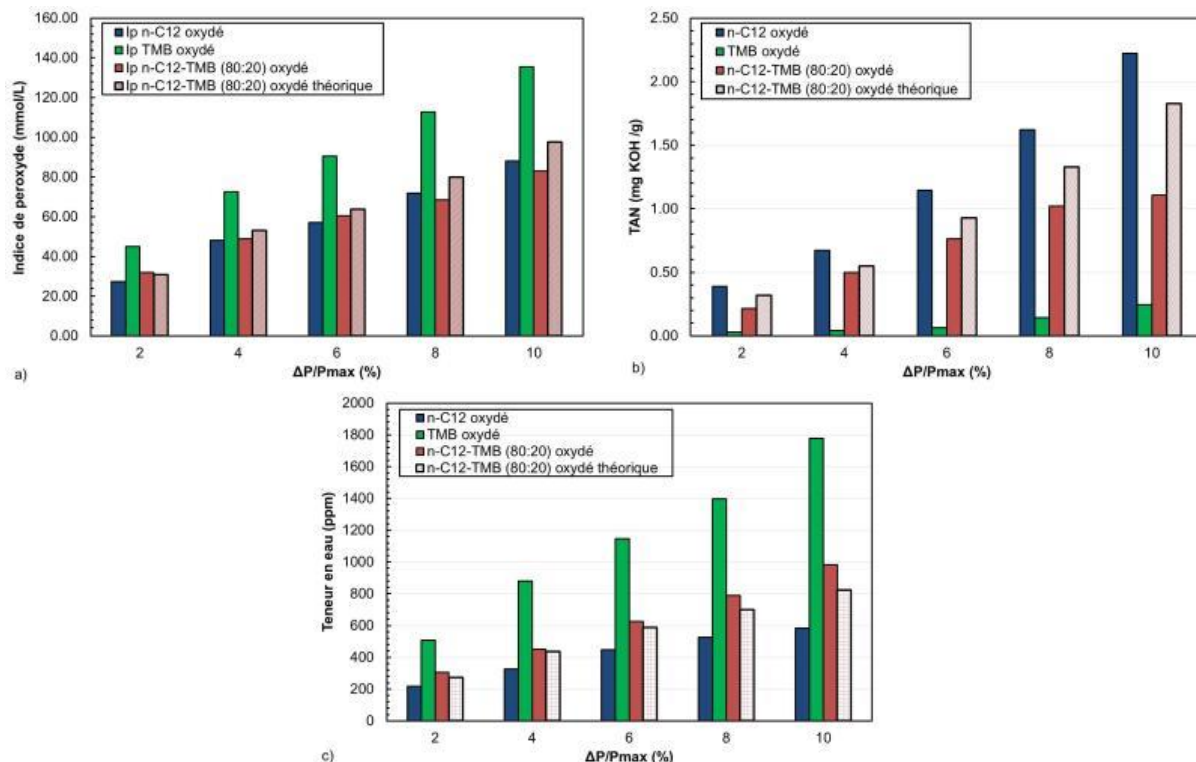 160.00
140.00
120.00
100.00
80.00
60.00
40.00
20.00
0.00
Indice de peroxyde (mmol/L)
Ip n-C12 oxydé
Ip TMB oxydé
Ip n-C12-TMB (80:20) oxydé
Ip n-C12-TMB (80:20) oxydé théorique
2 4 6 8 10
ΔP/Pmax (%)
a)
2.50
2.00
1.50
1.00
0.50
0.00
TAN (mg KOH /g)
n-C12 oxydé
TMB oxydé
n-C12-TMB (80:20) oxydé
n-C12-TMB (80:20) oxydé théorique
2 4 6 8 10
ΔP/Pmax (%)
b)
2000
1800
1600
1400
1200
1000
800
600
400
200
0
Teneur en eau (ppm)
n-C12 oxydé
TMB oxydé
n-C12-TMB (80:20) oxydé
n-C12-TMB (80:20) oxydé théorique
2 4 6 8 10
ΔP/Pmax (%)
c)